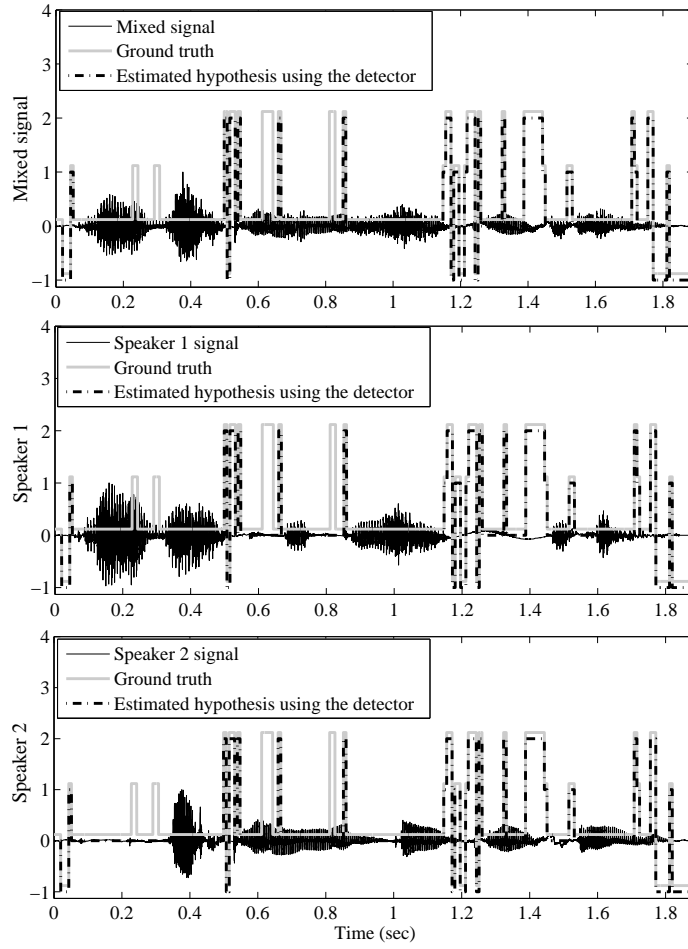 4
3
2
1
0
−1
Mixed signal
Mixed signal
Ground truth
Estimated hypothesis using the detector
0 0.2 0.4 0.6 0.8 1 1.2 1.4 1.6 1.8
4
3
2
1
0
−1
Speaker 1
Speaker 1 signal
Ground truth
Estimated hypothesis using the detector
0 0.2 0.4 0.6 0.8 1 1.2 1.4 1.6 1.8
4
3
2
1
0
−1
Speaker 2
Speaker 2 signal
Ground truth
Estimated hypothesis using the detector
0 0.2 0.4 0.6 0.8 1 1.2 1.4 1.6 1.8
Time (sec)